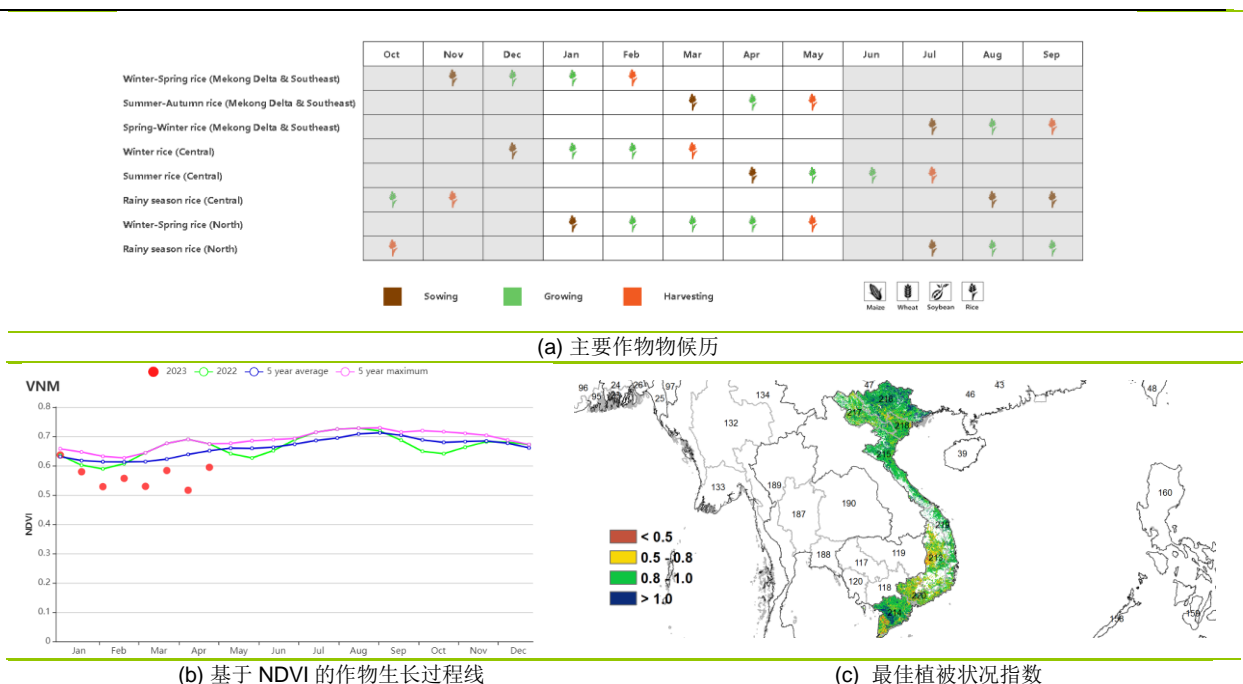 Oct Nov Dec Jan Feb Mar Apr May Jun Jul Aug Sep
Winter-Spring rice (Mekong Delta & Southeast)
Summer-Autumn rice (Mekong Delta & Southeast)
Spring-Winter rice (Mekong Delta & Southeast)
Winter rice (Central)
Summer rice (Central)
Rainy season rice (Central)
Winter-Spring rice (North)
Rainy season rice (North)
Sowing Growing Harvesting
Maize Wheat Soybean Rice
(a) 主要作物物候历
VNM
2023 2022 5 year average 5 year maximum
0.8
0.7
0.6
0.5
0.4
0.3
0.2
0.1
0
NDVI
Jan Feb Mar Apr May Jun Jul Aug Sep Oct Nov Dec
(b) 基于 NDVI 的作物生长过程线
96 24 26 97 134 47 43 46 48
95 25
132
217 216 218
39
215
133 189 190 160
187
119
188 117 213
120 118 220
214
< 0.5
0.5 - 0.8
0.8 - 1.0
> 1.0
(c) 最佳植被状况指数